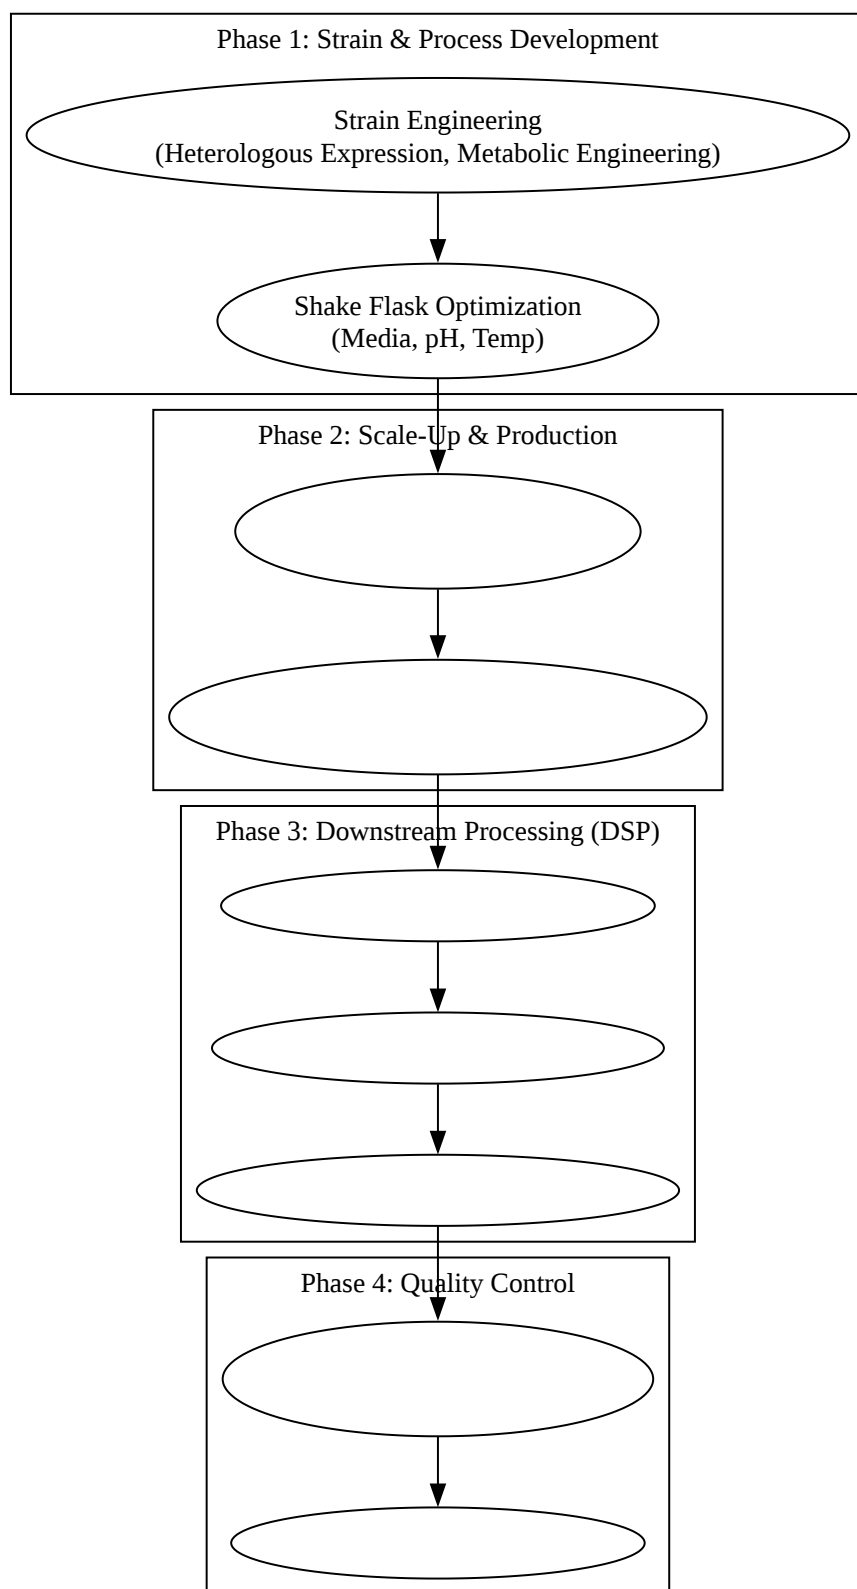 Phase 1: Strain & Process Development
Strain Engineering
(Heterologous Expression, Metabolic Engineering)
Shake Flask Optimization
(Media, pH, Temp)
Phase 2: Scale-Up & Production
Phase 3: Downstream Processing (DSP)
Phase 4: Quality Control